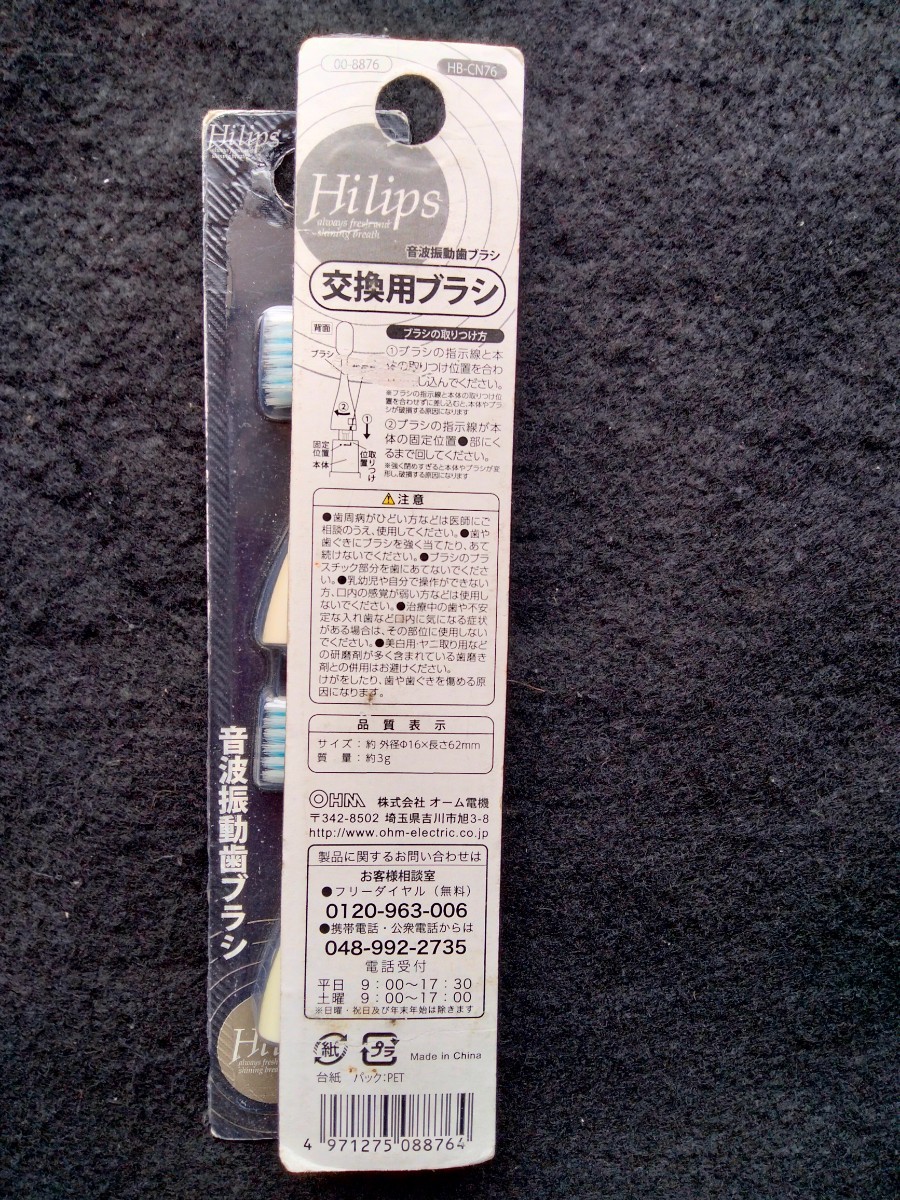 00-8876
HB-CN76
Hilips
always fresh and
shining breath
音波振動歯ブラシ
交換用ブラシ
背面
ブラシ
②
①
固定
位置
本体
取りつけ
位置
ブラシの取りつけ方
①ブラシの指示線と本
の取りつけ位置を合わ
し込んでください。
※ブラシの指示線と本体の取りつけ位
置を合わせずに差し込むと、本体やブラ
シが破損する原因になります
②ブラシの指示線が本
体の固定位置●部にく
るまで回してください。
※強く閉めすぎると本体やブラシが変
形し、破損する原因になります
注意
●歯周病がひどい方などは医師にご
相談のうえ、使用してください。●歯や
歯ぐきにブラシを強く当てたり、あて
続けないでください。●ブラシのプラ
スチック部分を歯にあてないでくださ
い。●乳幼児や自分で操作ができない
方、口内の感覚が弱い方などは使用し
ないでください。●治療中の歯や不安
定な入れ歯など口内に気になる症状
がある場合は、その部位に使用しない
でください。●美白用・ヤニ取り用など
の研磨剤が多く含まれている歯磨き
剤との併用はお避けください。
けがをしたり、歯や歯ぐきを傷める原
因になります。
品質表示
サイズ：約 外径Φ16×長さ62mm
質 量：約3g
OHM 株式会社 オーム電機
〒342-8502 埼玉県吉川市旭3-8
http://www.ohm-electric.co.jp
製品に関するお問い合わせは
お客様相談室
●フリーダイヤル（無料）
0120-963-006
●携帯電話・公衆電話からは
048-992-2735
電話受付
平日 9：00〜17：30
土曜 9：00〜17：00
※日曜・祝日及び年末年始は除きます
紙
プラ
Made in China
台紙 パック:PET
4 971275 088764
Hilips
音波振動歯ブラシ
always fresh
shining brea